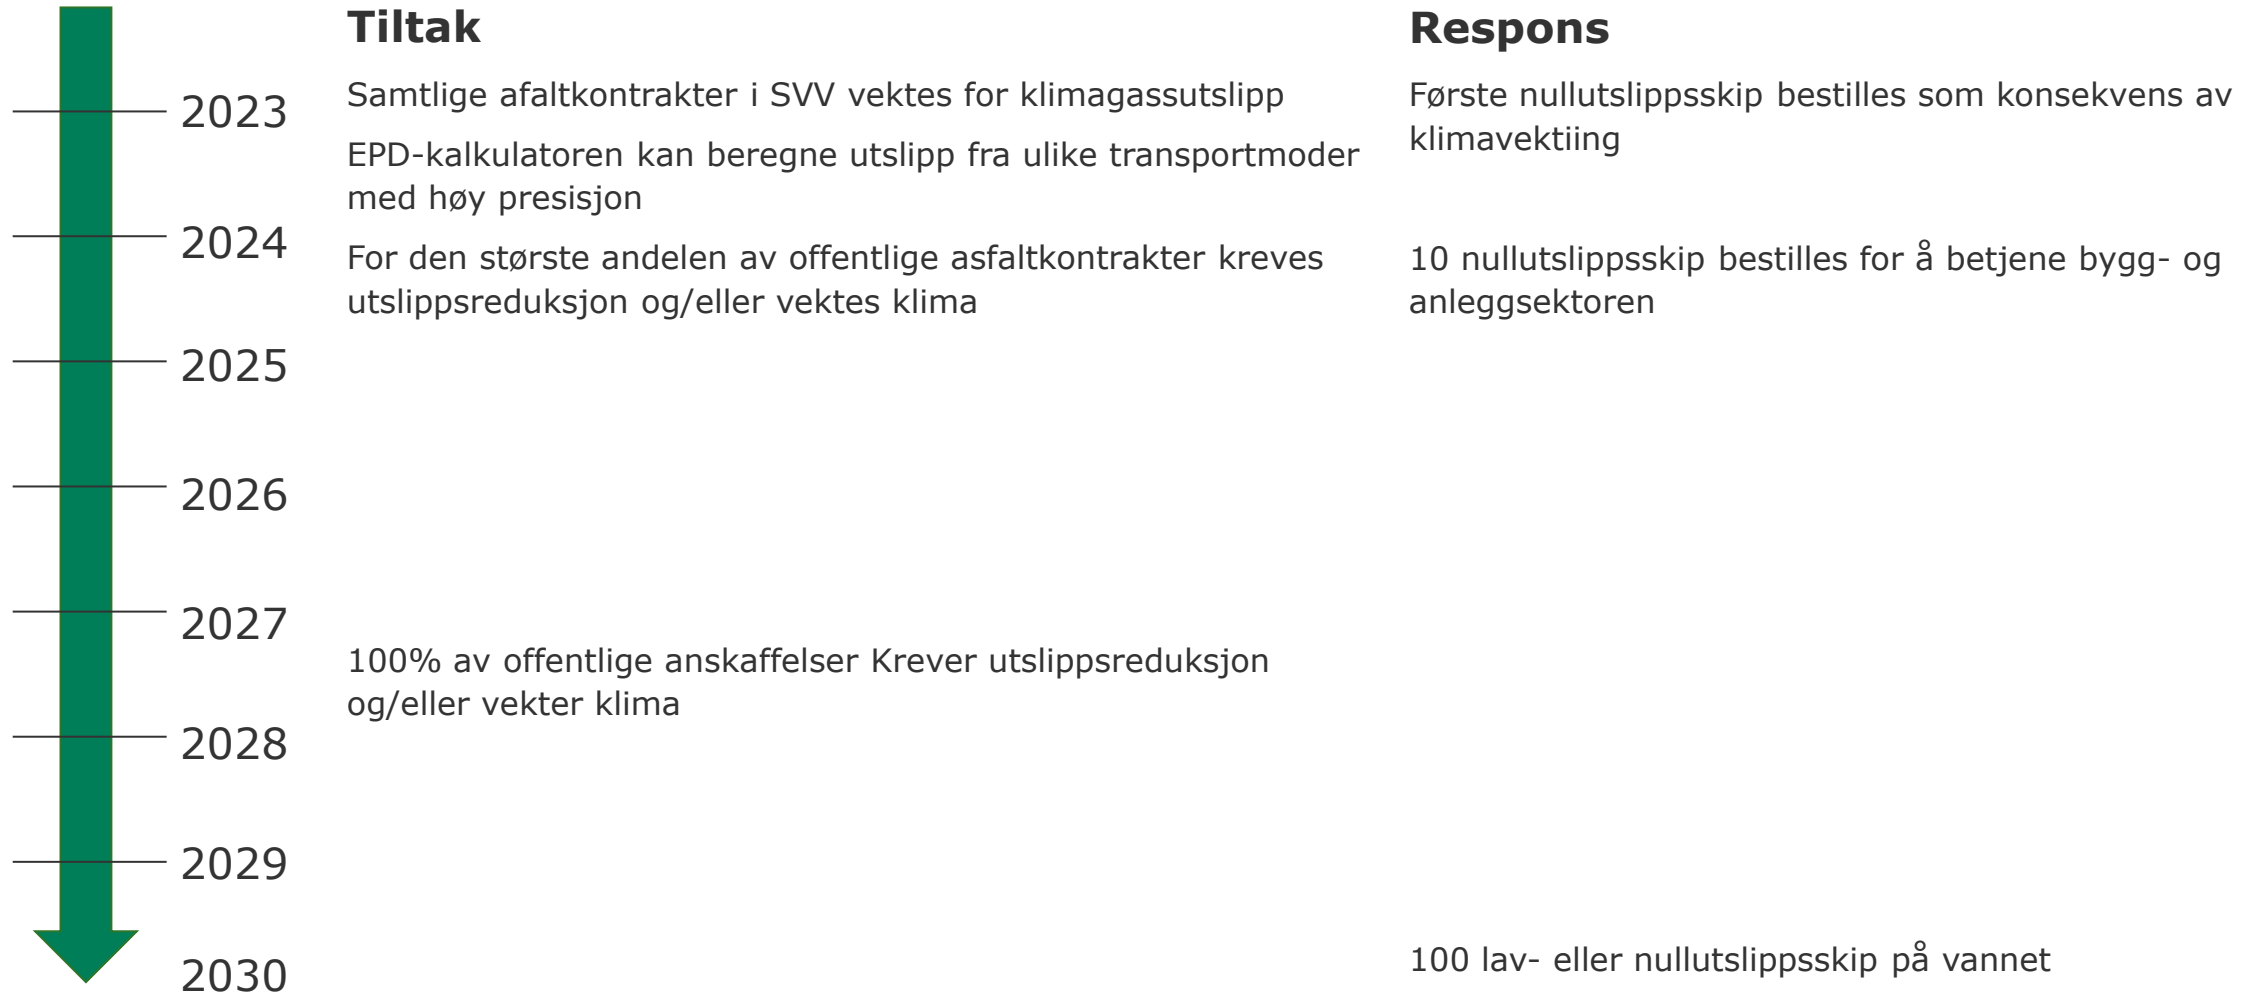 Tiltak
Respons
2023
Samtlige afaltkontrakter i SVV vektes for klimagassutslipp
EPD-kalkulatoren kan beregne utslipp fra ulike transportmoder
med høy presisjon
Første nullutslippsskip bestilles som konsekvens av
klimavektiing
2024
For den største andelen av offentlige asfaltkontrakter kreves
utslippsreduksjon og/eller vektes klima
10 nullutslippsskip bestilles for å betjene bygg- og
anleggsektoren
2025
2026
2027
100% av offentlige anskaffelser Krever utslippsreduksjon
og/eller vekter klima
2028
2029
2030
100 lav- eller nullutslippsskip på vannet